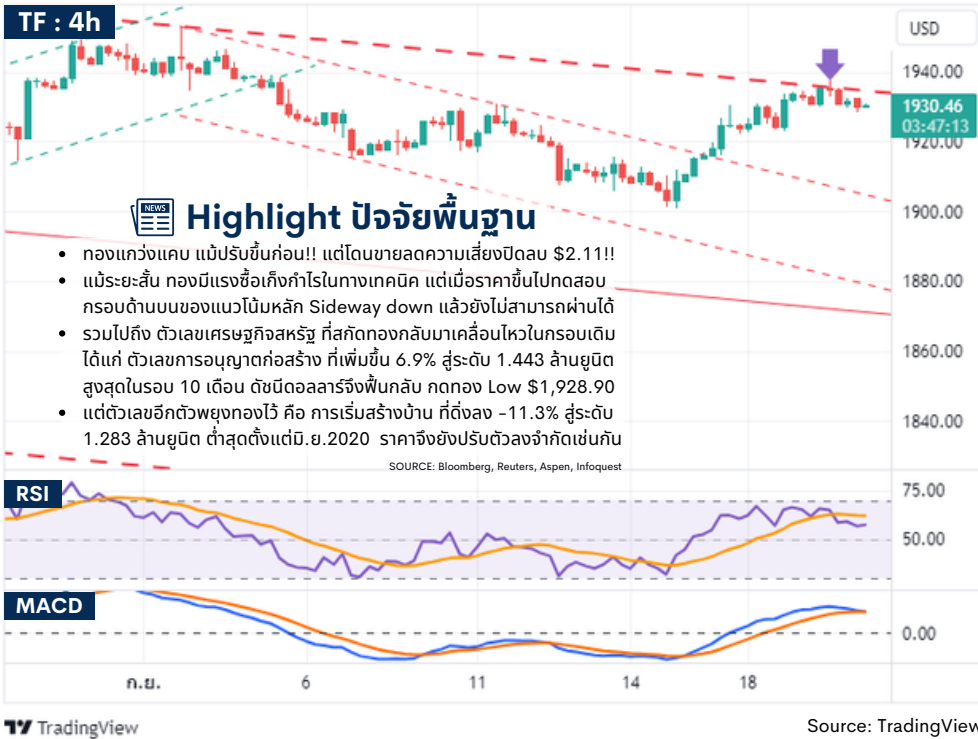 TF : 4h
USD
1940.00
1930.46
03:47:13
1920.00
1900.00
1880.00
1860.00
1840.00
NEWS
Highlight ปัจจัยพื้นฐาน
• ทองแกว่งแคบ แม้ปรับขึ้นก่อน!! แต่โดนขายลดความเสี่ยงปิดลบ $2.11!!
• แม้ระยะสั้น ทองมีแรงซื้อเก็งกำไรในทางเทคนิค แต่เมื่อราคาขึ้นไปทดสอบ
กรอบด้านบนของแนวโน้มหลัก Sideway down แล้วยังไม่สามารถผ่านได้
• รวมไปถึง ตัวเลขเศรษฐกิจสหรัฐ ที่สกัดทองกลับมาเคลื่อนไหวในกรอบเดิม
ได้แก่ ตัวเลขการอนุญาตก่อสร้าง ที่เพิ่มขึ้น 6.9% สู่ระดับ 1.443 ล้านยูนิต
สูงสุดในรอบ 10 เดือน ดัชนีดอลลาร์จึงฟื้นกลับ กดทอง Low $1,928.90
• แต่ตัวเลขอีกตัวพยุงทองไว้ คือ การเริ่มสร้างบ้าน ที่ดิ่งลง -11.3% สู่ระดับ
1.283 ล้านยูนิต ต่ำสุดตั้งแต่มิ.ย.2020 ราคาจึงยังปรับตัวลงจำกัดเช่นกัน
SOURCE: Bloomberg, Reuters, Aspen, Infoquest
RSI
75.00
50.00
MACD
0.00
ก.ย. 6 11 14 18
TradingView
Source: TradingView